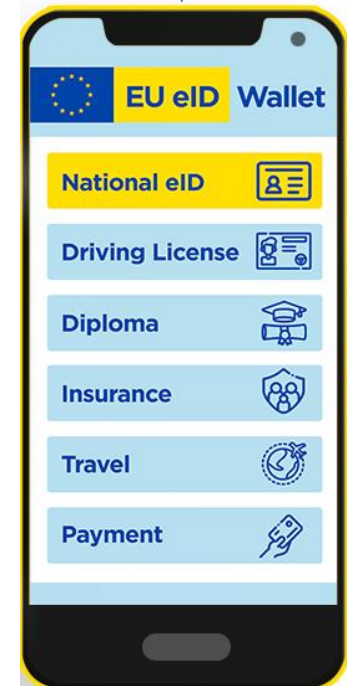 EU eID Wallet
National eID
Driving License
Diploma
Insurance
Travel
Payment